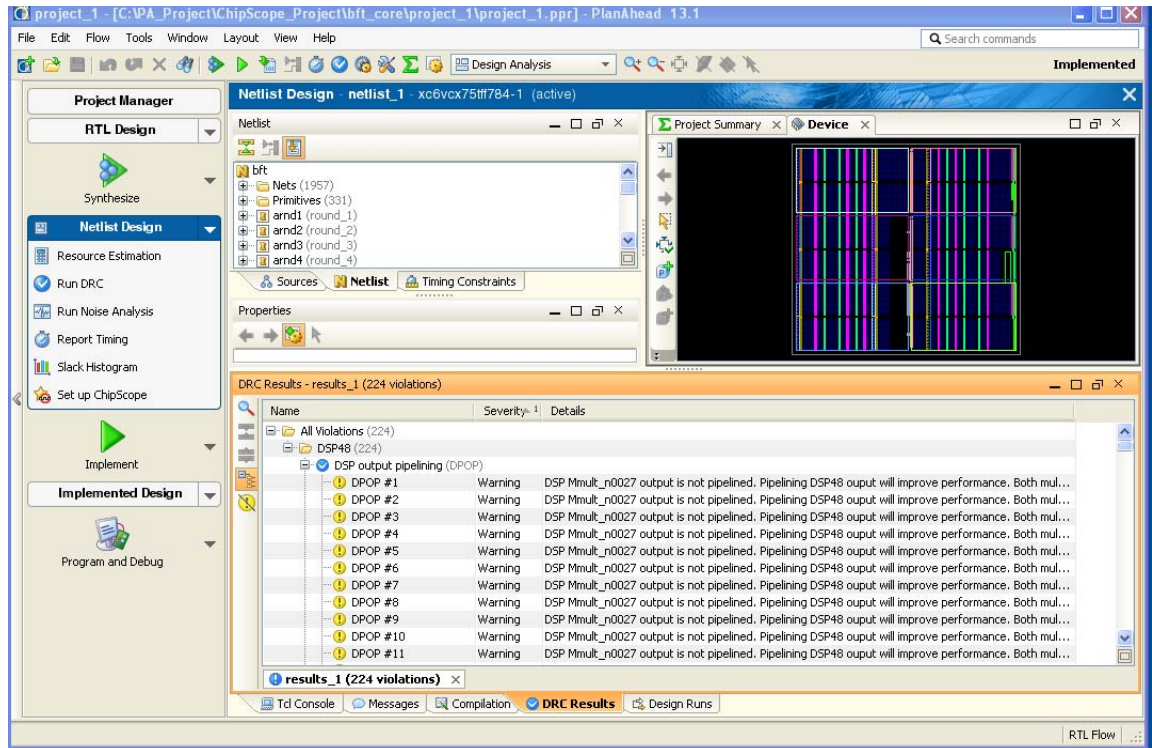 project_1 - [C:\PA_Project\ChipScope_Project\bft_core\project_1\project_1.ppr] - PlanAhead 13.1
File Edit Flow Tools Window Layout View Help
Search commands
Design Analysis
Implemented
Project Manager
RTL Design
Synthesize
Netlist Design
Resource Estimation
Run DRC
Run Noise Analysis
Report Timing
Slack Histogram
Set up ChipScope
Implement
Implemented Design
Program and Debug
Netlist Design - netlist_1 - xc6vcx75tff784-1 (active)
Netlist
bft
Nets (1957)
Primitives (331)
arnd1 (round_1)
arnd2 (round_2)
arnd3 (round_3)
arnd4 (round_4)
Sources Netlist Timing Constraints
Properties
Project Summary Device
DRC Results - results_1 (224 violations)
Name Severity 1 Details
All Violations (224)
DSP48 (224)
DSP output pipelining (DPOP)
DPOP #1 Warning DSP Mmult_n0027 output is not pipelined. Pipelining DSP48 ouput will improve performance. Both mul...
DPOP #2 Warning DSP Mmult_n0027 output is not pipelined. Pipelining DSP48 ouput will improve performance. Both mul...
DPOP #3 Warning DSP Mmult_n0027 output is not pipelined. Pipelining DSP48 ouput will improve performance. Both mul...
DPOP #4 Warning DSP Mmult_n0027 output is not pipelined. Pipelining DSP48 ouput will improve performance. Both mul...
DPOP #5 Warning DSP Mmult_n0027 output is not pipelined. Pipelining DSP48 ouput will improve performance. Both mul...
DPOP #6 Warning DSP Mmult_n0027 output is not pipelined. Pipelining DSP48 ouput will improve performance. Both mul...
DPOP #7 Warning DSP Mmult_n0027 output is not pipelined. Pipelining DSP48 ouput will improve performance. Both mul...
DPOP #8 Warning DSP Mmult_n0027 output is not pipelined. Pipelining DSP48 ouput will improve performance. Both mul...
DPOP #9 Warning DSP Mmult_n0027 output is not pipelined. Pipelining DSP48 ouput will improve performance. Both mul...
DPOP #10 Warning DSP Mmult_n0027 output is not pipelined. Pipelining DSP48 ouput will improve performance. Both mul...
DPOP #11 Warning DSP Mmult_n0027 output is not pipelined. Pipelining DSP48 ouput will improve performance. Both mul...
results_1 (224 violations)
Tcl Console Messages Compilation DRC Results Design Runs
RTL Flow